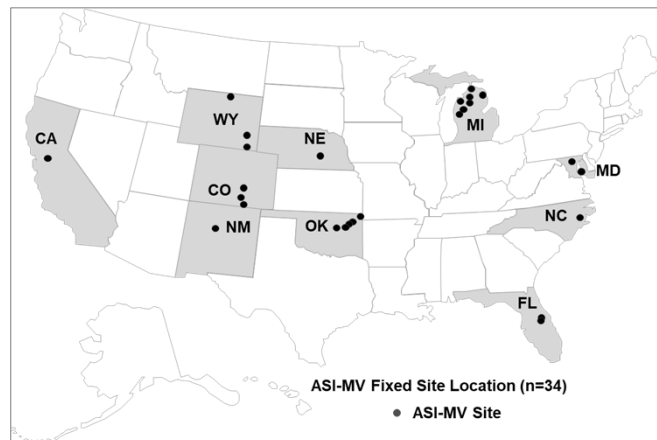 WY
MI
NE
CA
MD
CO
NM
OK
NC
FL
ASI-MV Fixed Site Location (n=34)
ASI-MV Site